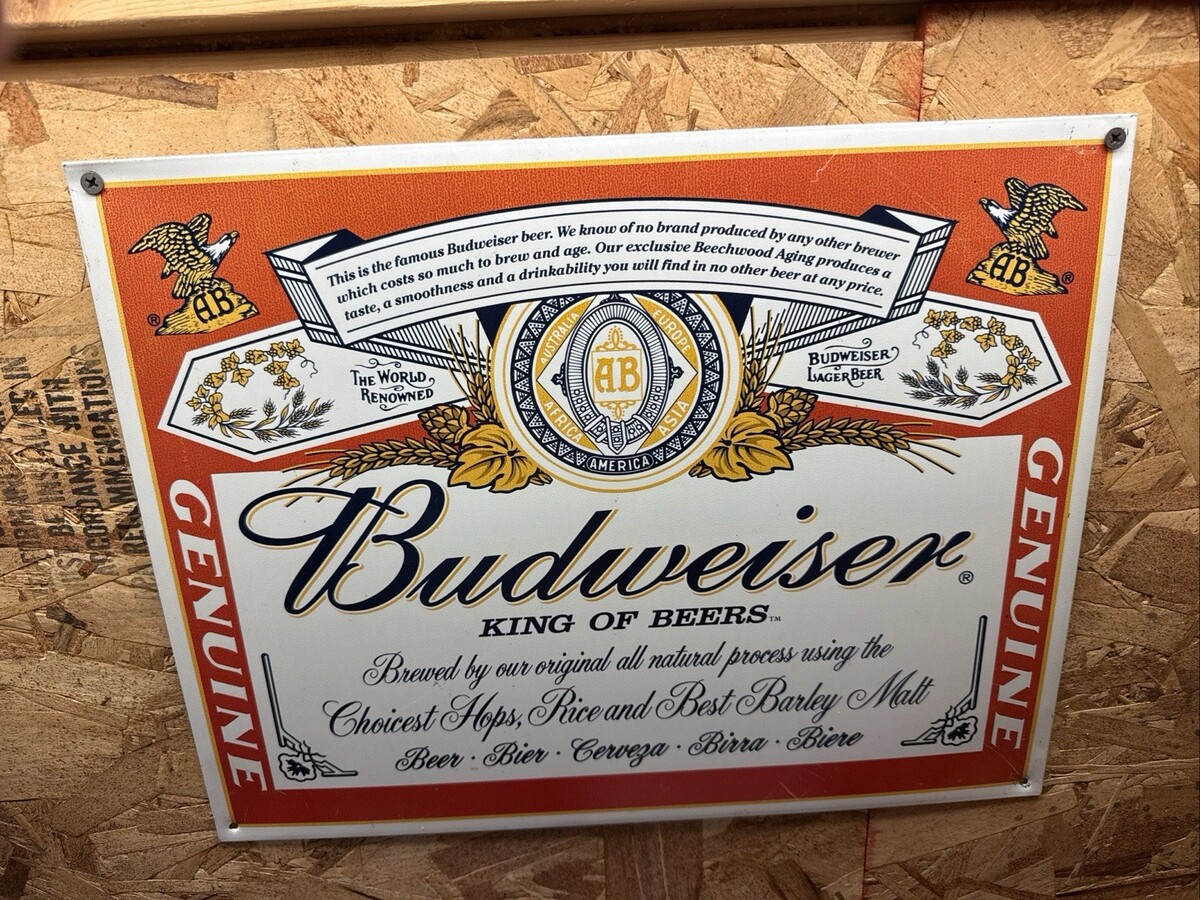 This is the famous Budweiser beer. We know of no brand produced by any other brewer
which costs so much to brew and age. Our exclusive Beechwood Aging produces a
taste, a smoothness and a drinkability you will find in no other beer at any price.
AB
®
AB
®
THE WORLD
RENOWNED
AUSTRALIA
EUROPE
AB
AFRICA
ASIA
AMERICA
BUDWEISER
LAGER BEER
GENUINE
GENUINE
Budweiser®
KING OF BEERS™
Brewed by our original all natural process using the
Choicest Hops, Rice and Best Barley Malt
Beer · Bier · Cerveza · Birra · Biere